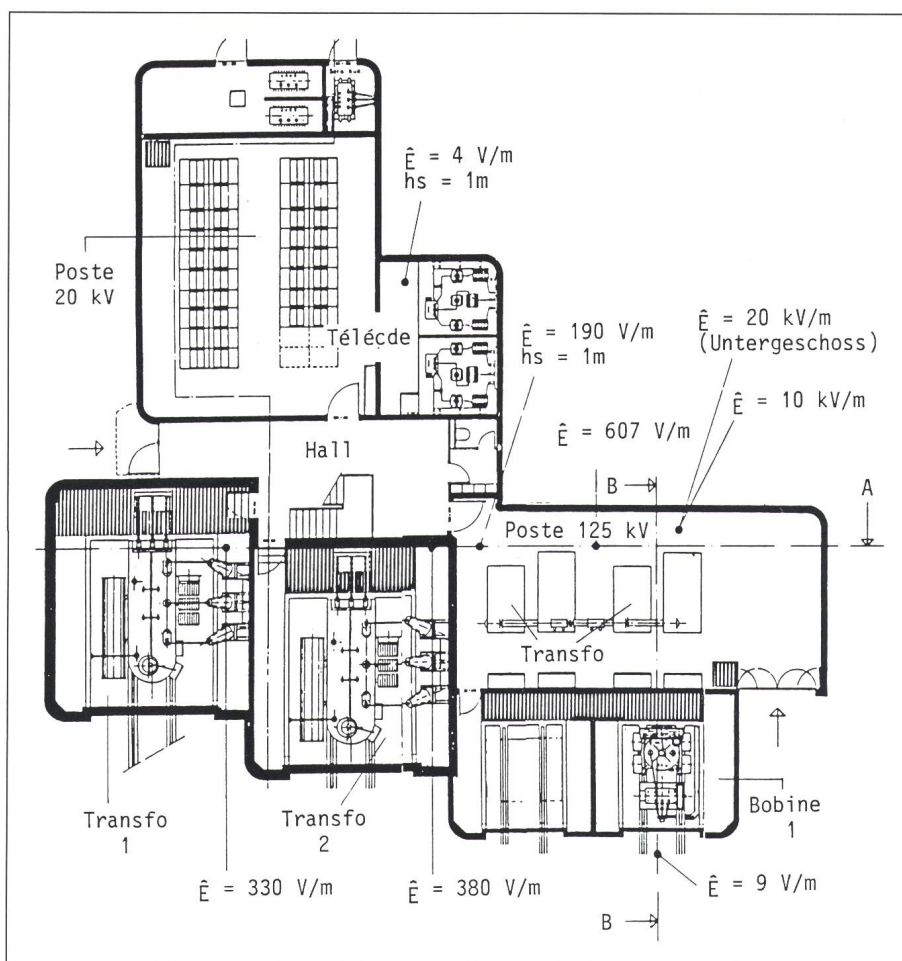 Ê = 4 V/m
hs = 1m
Poste
20 kV
Télécde
Ê = 190 V/m
hs = 1m
Ê = 20 kV/m
(Untergeschoss)
Ê = 10 kV/m
Ê = 607 V/m
Hall
B
A
Poste 125 kV
Transfo
Transfo
1
Transfo
2
Bobine
1
Ê = 330 V/m
Ê = 380 V/m
Ê = 9 V/m
B